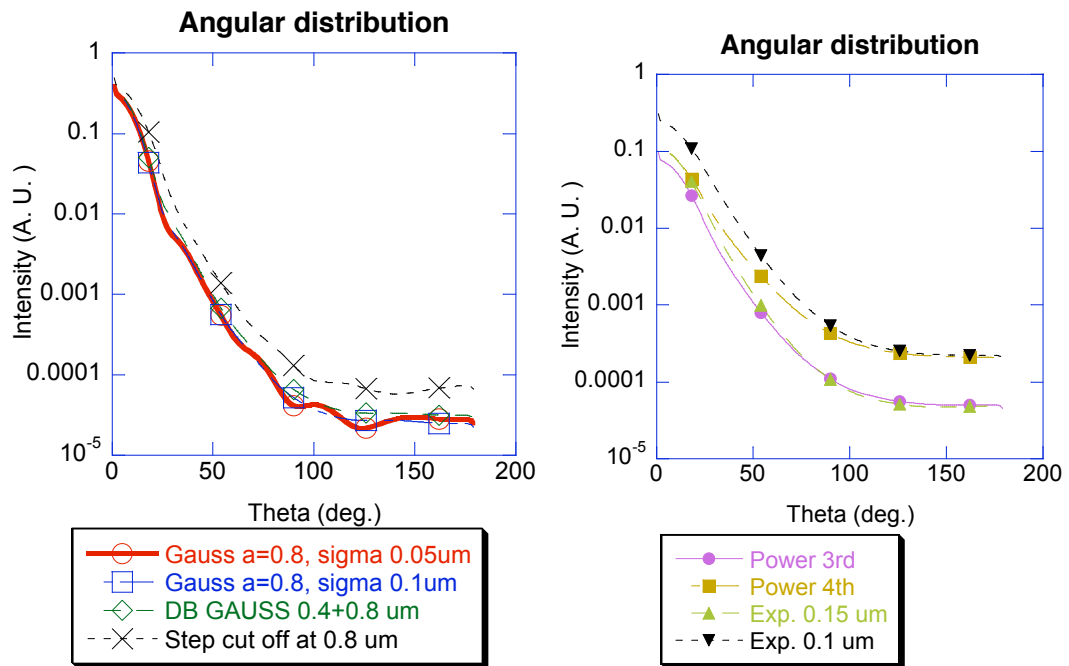 Angular distribution
1
0.1
0.01
0.001
0.0001
10-5
Intensity (A. U. )
0 50 100 150 200
Theta (deg.)
Gauss a=0.8, sigma 0.05um
Gauss a=0.8, sigma 0.1um
DB GAUSS 0.4+0.8 um
Step cut off at 0.8 um
Angular distribution
1
0.1
0.01
0.001
0.0001
10-5
Intensity (A. U. )
0 50 100 150 200
Theta (deg.)
Power 3rd
Power 4th
Exp. 0.15 um
Exp. 0.1 um